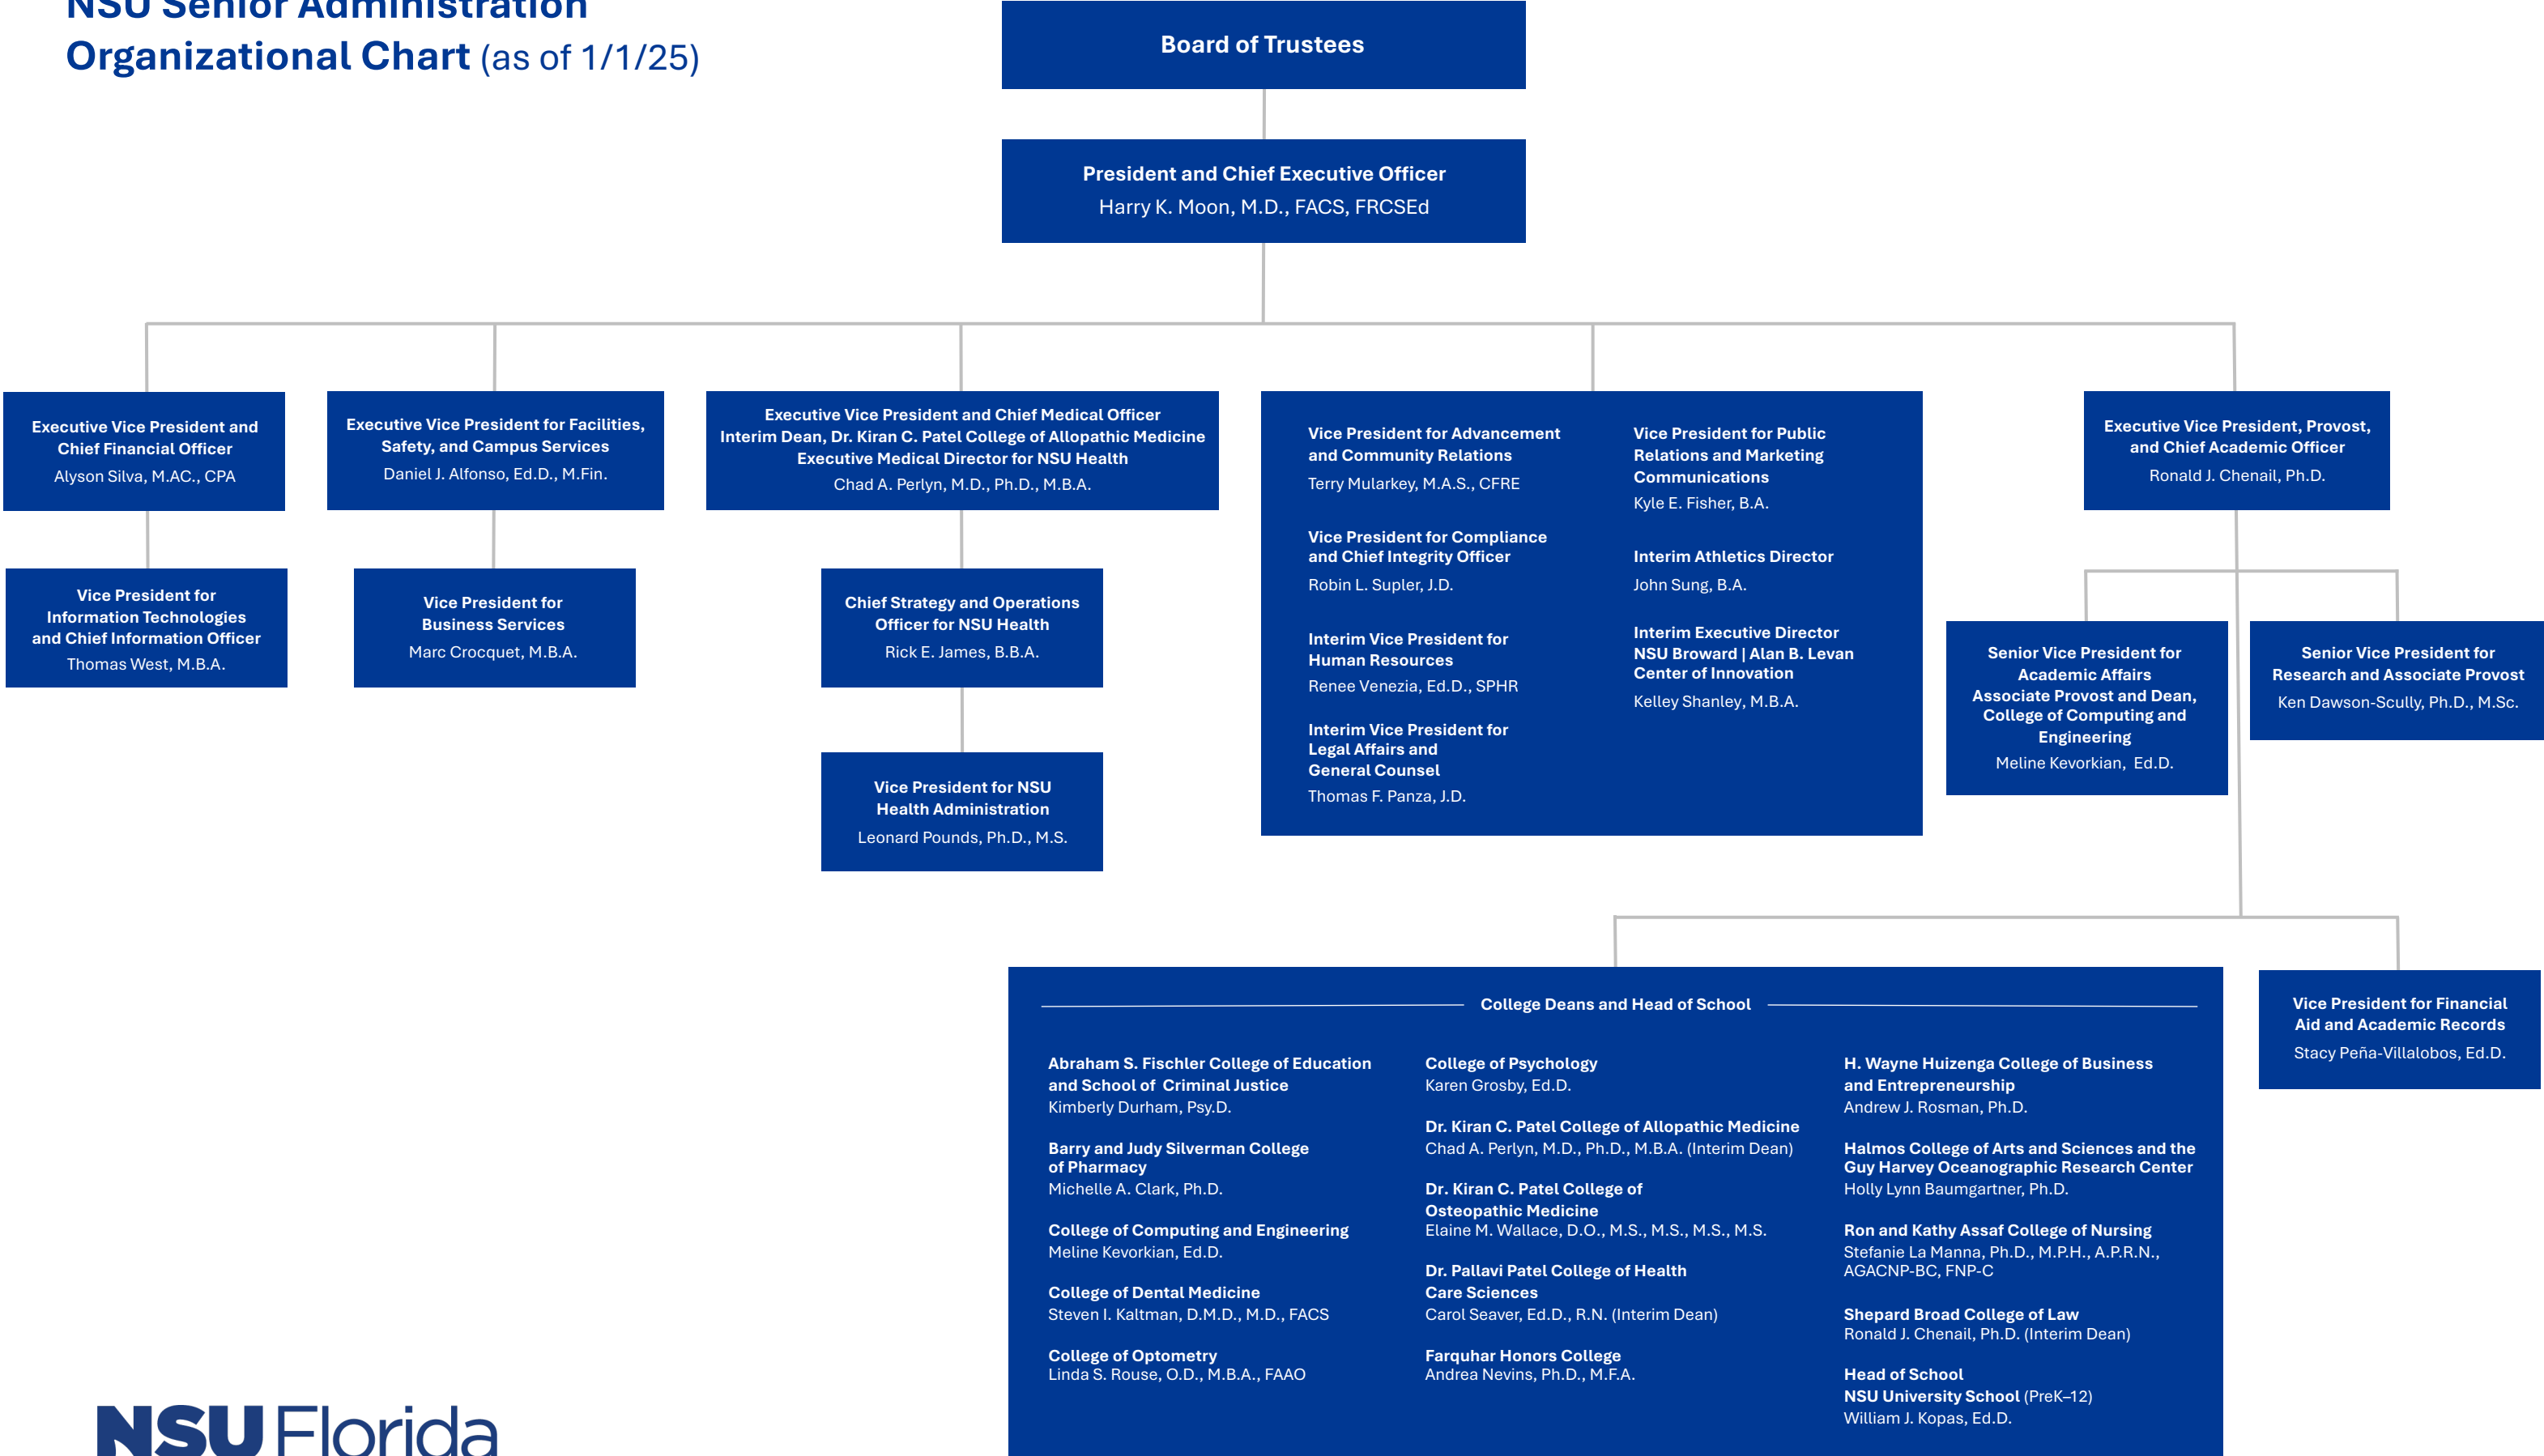 NSU Senior Administration
Organizational Chart (as of 1/1/25)
Board of Trustees
President and Chief Executive Officer
Harry K. Moon, M.D., FACS, FRCSEd
Executive Vice President and
Chief Financial Officer
Alyson Silva, M.AC., CPA
Executive Vice President for Facilities,
Safety, and Campus Services
Daniel J. Alfonso, Ed.D., M.Fin.
Executive Vice President and Chief Medical Officer
Interim Dean, Dr. Kiran C. Patel College of Allopathic Medicine
Executive Medical Director for NSU Health
Chad A. Perlyn, M.D., Ph.D., M.B.A.
Vice President for Advancement
and Community Relations
Terry Mularkey, M.A.S., CFRE
Vice President for Compliance
and Chief Integrity Officer
Robin L. Supler, J.D.
Interim Vice President for
Human Resources
Renee Venezia, Ed.D., SPHR
Interim Vice President for
Legal Affairs and
General Counsel
Thomas F. Panza, J.D.
Vice President for Public
Relations and Marketing
Communications
Kyle E. Fisher, B.A.
Interim Athletics Director
John Sung, B.A.
Interim Executive Director
NSU Broward | Alan B. Levan
Center of Innovation
Kelley Shanley, M.B.A.
Executive Vice President, Provost,
and Chief Academic Officer
Ronald J. Chenail, Ph.D.
Vice President for
Information Technologies
and Chief Information Officer
Thomas West, M.B.A.
Vice President for
Business Services
Marc Crocquet, M.B.A.
Chief Strategy and Operations
Officer for NSU Health
Rick E. James, B.B.A.
Vice President for NSU
Health Administration
Leonard Pounds, Ph.D., M.S.
Senior Vice President for
Academic Affairs
Associate Provost and Dean,
College of Computing and
Engineering
Meline Kevorkian, Ed.D.
Senior Vice President for
Research and Associate Provost
Ken Dawson-Scully, Ph.D., M.Sc.
College Deans and Head of School
Abraham S. Fischler College of Education
and School of Criminal Justice
Kimberly Durham, Psy.D.
Barry and Judy Silverman College
of Pharmacy
Michelle A. Clark, Ph.D.
College of Computing and Engineering
Meline Kevorkian, Ed.D.
College of Dental Medicine
Steven I. Kaltman, D.M.D., M.D., FACS
College of Optometry
Linda S. Rouse, O.D., M.B.A., FAAO
College of Psychology
Karen Grosby, Ed.D.
Dr. Kiran C. Patel College of Allopathic Medicine
Chad A. Perlyn, M.D., Ph.D., M.B.A. (Interim Dean)
Dr. Kiran C. Patel College of
Osteopathic Medicine
Elaine M. Wallace, D.O., M.S., M.S., M.S., M.S.
Dr. Pallavi Patel College of Health
Care Sciences
Carol Seaver, Ed.D., R.N. (Interim Dean)
Farquhar Honors College
Andrea Nevins, Ph.D., M.F.A.
H. Wayne Huizenga College of Business
and Entrepreneurship
Andrew J. Rosman, Ph.D.
Halmos College of Arts and Sciences and the
Guy Harvey Oceanographic Research Center
Holly Lynn Baumgartner, Ph.D.
Ron and Kathy Assaf College of Nursing
Stefanie La Manna, Ph.D., M.P.H., A.P.R.N.,
AGACNP-BC, FNP-C
Shepard Broad College of Law
Ronald J. Chenail, Ph.D. (Interim Dean)
Head of School
NSU University School (PreK–12)
William J. Kopas, Ed.D.
Vice President for Financial
Aid and Academic Records
Stacy Peña-Villalobos, Ed.D.
NSU Florida